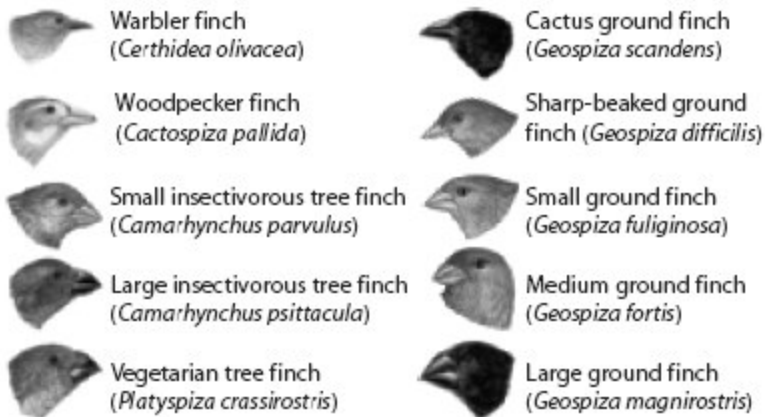 Warbler finch
(Certhidea olivacea)
Woodpecker finch
(Cactospiza pallida)
Small insectivorous tree finch
(Camarhynchus parvulus)
Large insectivorous tree finch
(Camarhynchus psittacula)
Vegetarian tree finch
(Platyspiza crassirostris)
Cactus ground finch
(Geospiza scandens)
Sharp-beaked ground
finch (Geospiza difficilis)
Small ground finch
(Geospiza fuliginosa)
Medium ground finch
(Geospiza fortis)
Large ground finch
(Geospiza magnirostris)